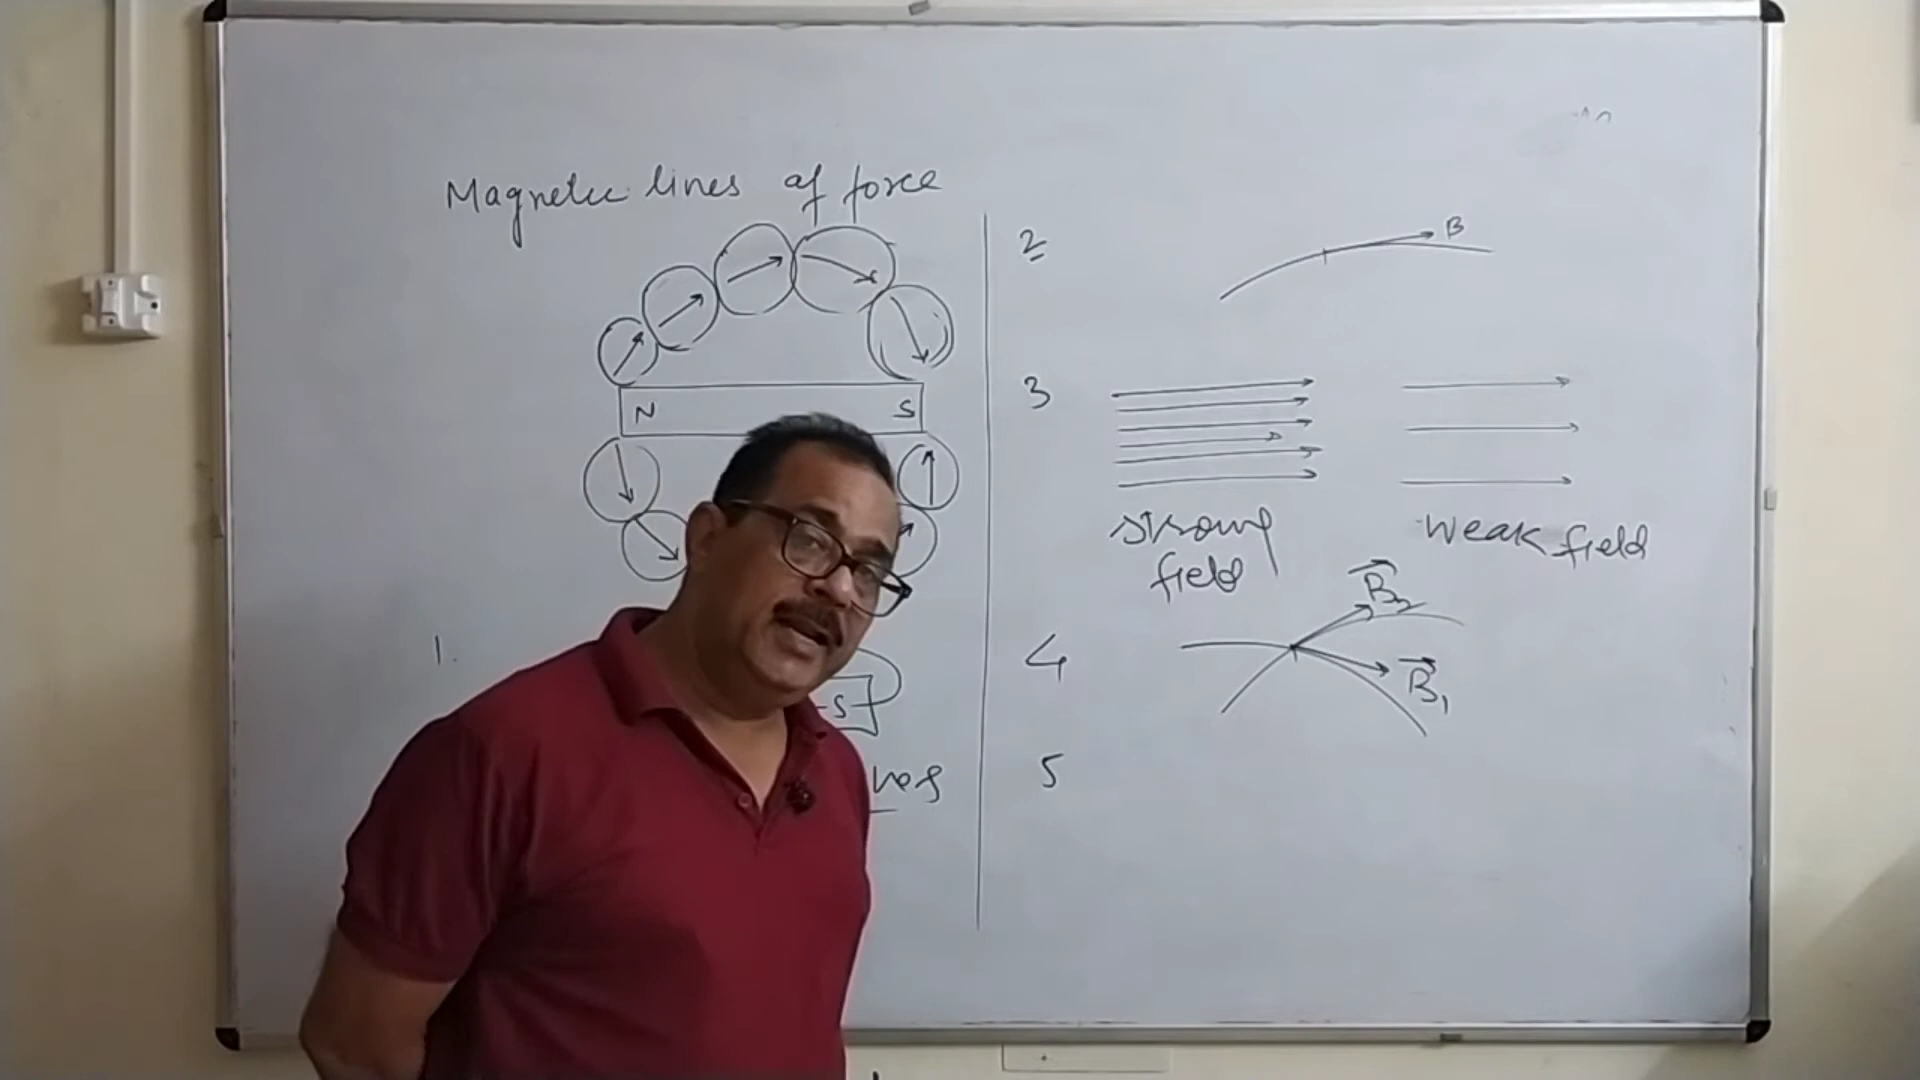 Magnetic lines of force
N S
1.
S
2
B
3
strong field
weak field
4
B₂
B₁
5